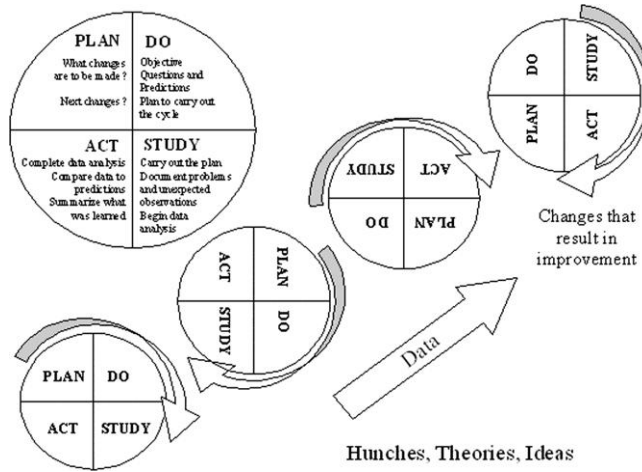 PLAN
What changes
are to be made?
Next changes?
DO
Objective
Questions and
Predictions
Plan to carry out
the cycle
ACT
Complete data analysis
Compare data to
predictions
Summarize what
was learned
STUDY
Carry out the plan
Document problems
and unexpected
observations
Begin data
analysis
PLAN
DO
ACT
STUDY
ACT
PLAN
STUDY
DO
STUDY
ACT
DO
PLAN
DO
STUDY
PLAN
ACT
Changes that
result in
improvement
Data
Hunches, Theories, Ideas